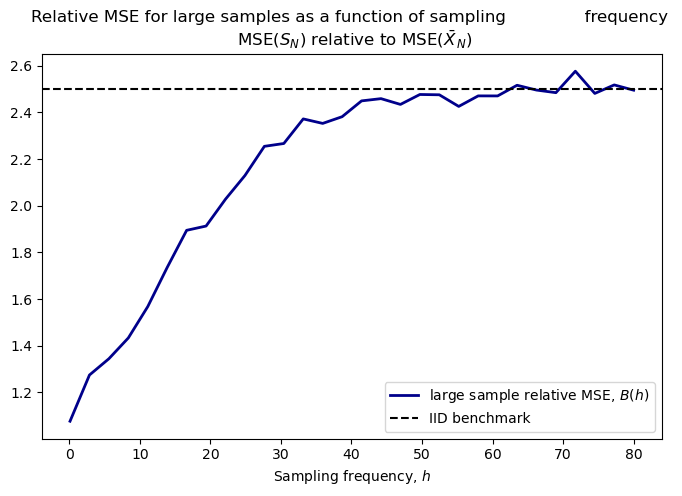 Relative MSE for large samples as a function of sampling frequency
MSE(S_N) relative to MSE(X̄_N)
2.6
2.4
2.2
2.0
1.8
1.6
1.4
1.2
large sample relative MSE, B(h)
IID benchmark
0 10 20 30 40 50 60 70 80
Sampling frequency, h